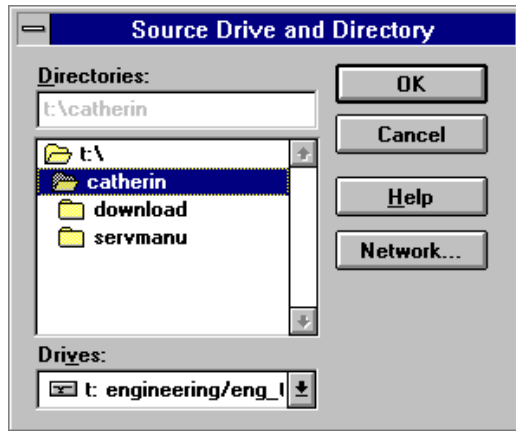 Source Drive and Directory
Directories:
t:\catherin
t:\
catherin
download
servmanu
Drives:
t: engineering/eng_
OK
Cancel
Help
Network...